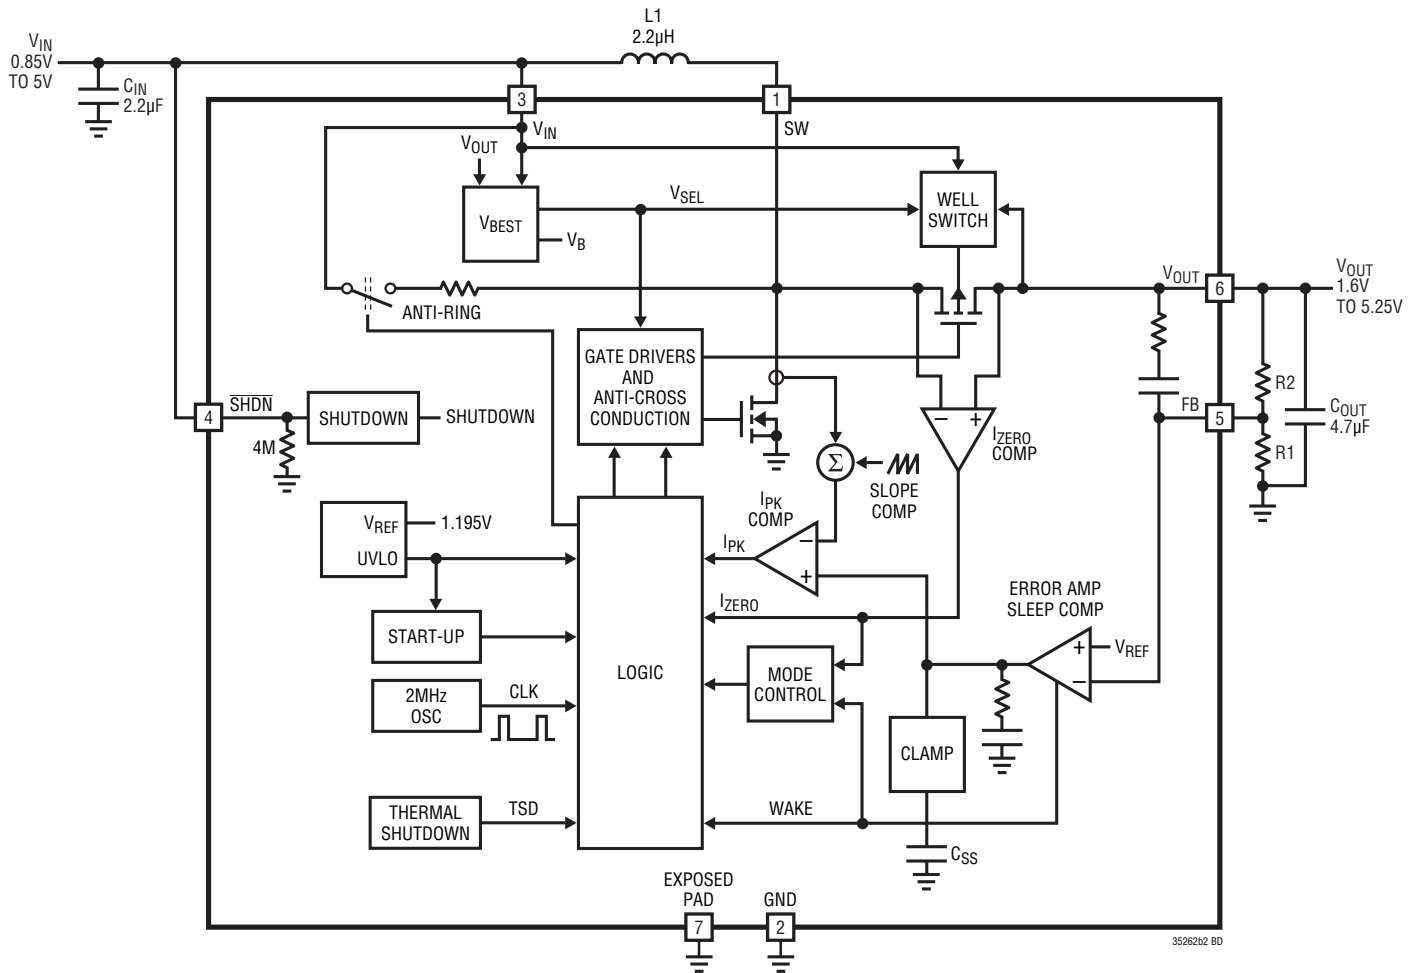 L1
2.2µH
VIN
0.85V
TO 5V
CIN
2.2µF
3
1
VIN
SW
VOUT
VBEST
VSEL
VB
WELL
SWITCH
VOUT
6
VOUT
1.6V
TO 5.25V
ANTI-RING
GATE DRIVERS
AND
ANTI-CROSS
CONDUCTION
R2
4
SHDN
SHUTDOWN
SHUTDOWN
4M
–
+
IZERO
COMP
FB
5
COUT
4.7µF
R1
Σ
SLOPE
COMP
VREF
1.195V
UVLO
IPK
COMP
IPK
–
+
IZERO
ERROR AMP
SLEEP COMP
START-UP
LOGIC
MODE
CONTROL
+
VREF
–
2MHz
OSC
CLK
CLAMP
THERMAL
SHUTDOWN
TSD
WAKE
CSS
EXPOSED
PAD
GND
7
2
35262b2 BD